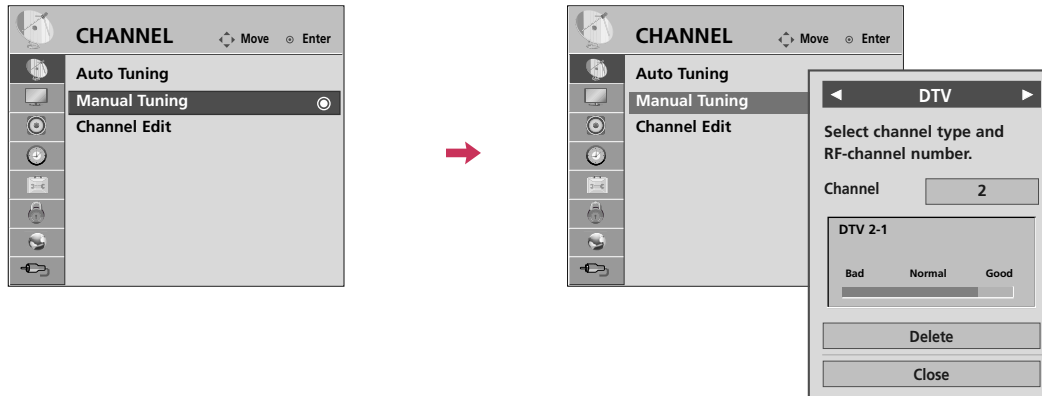 CHANNEL Move Enter
Auto Tuning
Manual Tuning
Channel Edit
CHANNEL Move Enter
Auto Tuning
Manual Tuning
Channel Edit
DTV
Select channel type and
RF-channel number.
Channel 2
DTV 2-1
Bad Normal Good
Delete
Close